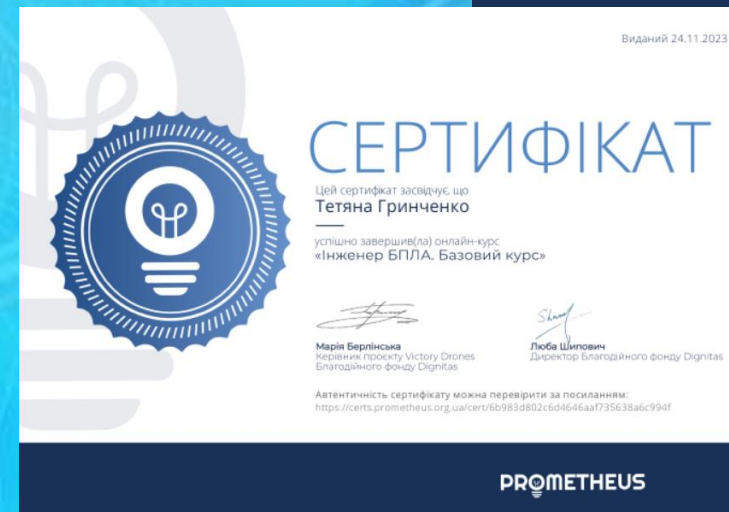 Виданий 24.11.2023
СЕРТИФІКАТ
Цей сертифікат засвідчує, що
Тетяна Гринченко
успішно завершив(ла) онлайн-курс
«Інженер БПЛА. Базовий курс»
Марія Берлінська
Керівник проєкту Victory Drones
Благодійного фонду Dignitas
Люба Шипович
Директор Благодійного фонду Dignitas
Автентичність сертифікату можна перевірити за посиланням:
https://certs.prometheus.org.ua/cert/6b983d802c6d4646aaf735638a6c994f
PROMETHEUS